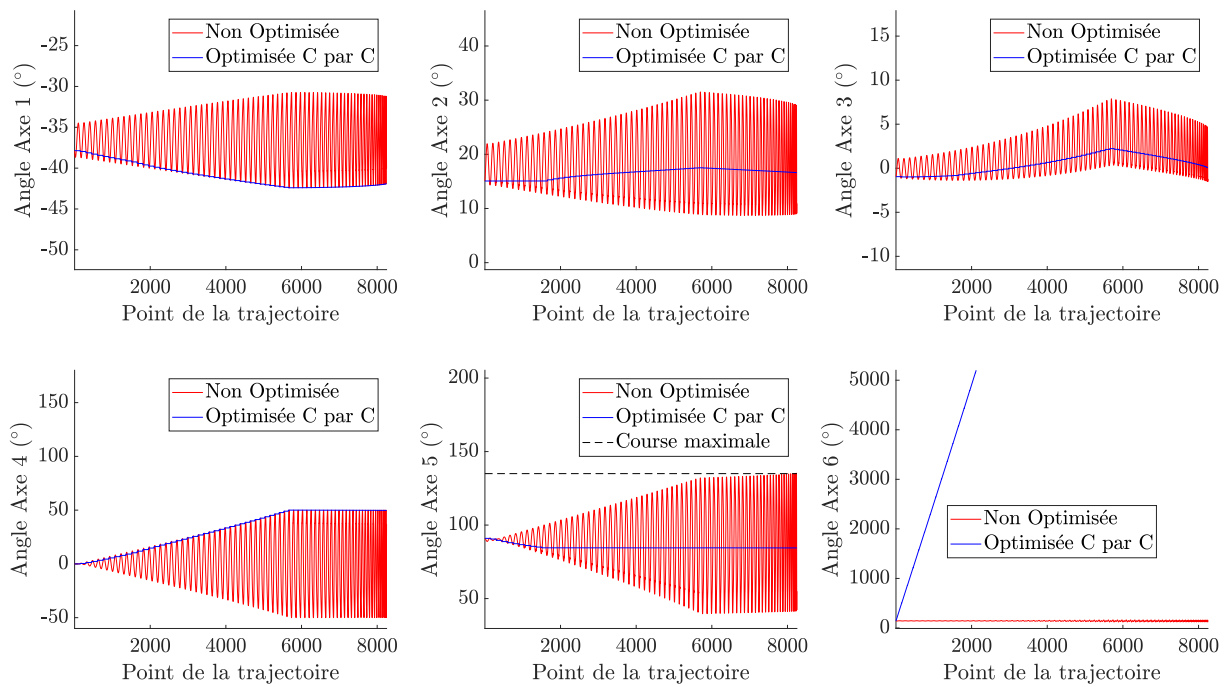 Angle Axe 1 (°)
-25
-30
-35
-40
-45
-50
Non Optimisée
Optimisée C par C
2000 4000 6000 8000
Point de la trajectoire
Angle Axe 2 (°)
40
30
20
10
0
Non Optimisée
Optimisée C par C
2000 4000 6000 8000
Point de la trajectoire
Angle Axe 3 (°)
15
10
5
0
-5
-10
Non Optimisée
Optimisée C par C
2000 4000 6000 8000
Point de la trajectoire
Angle Axe 4 (°)
150
100
50
0
-50
Non Optimisée
Optimisée C par C
2000 4000 6000 8000
Point de la trajectoire
Angle Axe 5 (°)
200
150
100
50
Non Optimisée
Optimisée C par C
Course maximale
2000 4000 6000 8000
Point de la trajectoire
Angle Axe 6 (°)
5000
4000
3000
2000
1000
0
Non Optimisée
Optimisée C par C
2000 4000 6000 8000
Point de la trajectoire